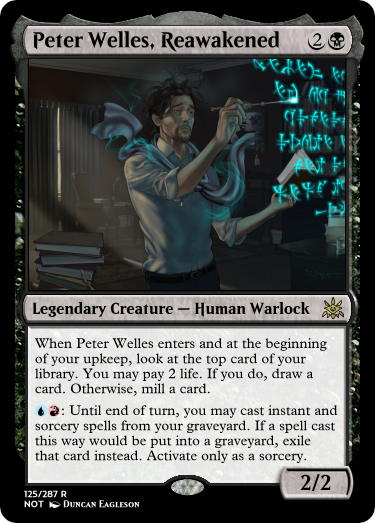 Peter Welles, Reawakened 2
Legendary Creature — Human Warlock
When Peter Welles enters and at the beginning
of your upkeep, look at the top card of your
library. You may pay 2 life. If you do, draw a
card. Otherwise, mill a card.
: Until end of turn, you may cast instant and
sorcery spells from your graveyard. If a spell cast
this way would be put into a graveyard, exile
that card instead. Activate only as a sorcery.
2/2
125/287 R
NOT Duncan Eagleson